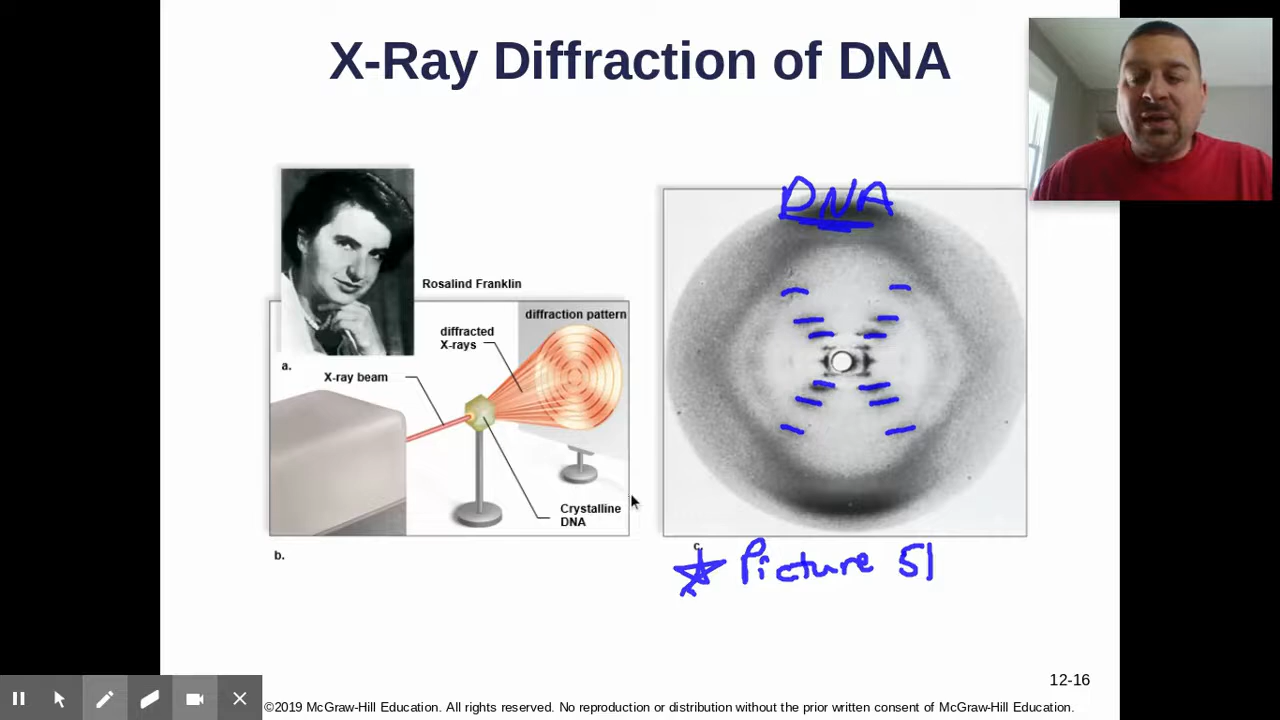 X-Ray Diffraction of DNA
DNA
Rosalind Franklin
diffraction pattern
diffracted
X-rays
a.
X-ray beam
Crystalline
DNA
b.
c.
Picture 51
12-16
©2019 McGraw-Hill Education. All rights reserved. No reproduction or distribution without the prior written consent of McGraw-Hill Education.